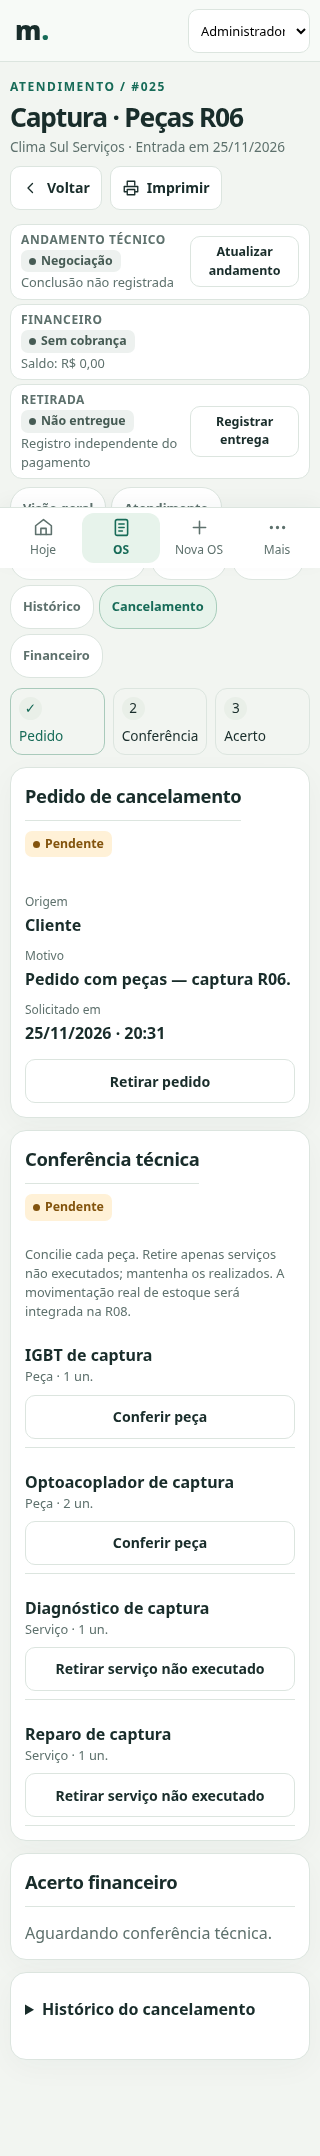 m.
Administrador
ATENDIMENTO / #025
Captura · Peças R06
Clima Sul Serviços · Entrada em 25/11/2026
Voltar
Imprimir
ANDAMENTO TÉCNICO
Negociação
Conclusão não registrada
Atualizar
andamento
FINANCEIRO
Sem cobrança
Saldo: R$ 0,00
RETIRADA
Não entregue
Registro independente do
pagamento
Registrar
entrega
Hoje
OS
Nova OS
Mais
Histórico
Cancelamento
Financeiro
✓
Pedido
2
Conferência
3
Acerto
Pedido de cancelamento
Pendente
Origem
Cliente
Motivo
Pedido com peças — captura R06.
Solicitado em
25/11/2026 · 20:31
Retirar pedido
Conferência técnica
Pendente
Concilie cada peça. Retire apenas serviços
não executados; mantenha os realizados. A
movimentação real de estoque será
integrada na R08.
IGBT de captura
Peça · 1 un.
Conferir peça
Optoacoplador de captura
Peça · 2 un.
Conferir peça
Diagnóstico de captura
Serviço · 1 un.
Retirar serviço não executado
Reparo de captura
Serviço · 1 un.
Retirar serviço não executado
Acerto financeiro
Aguardando conferência técnica.
Histórico do cancelamento